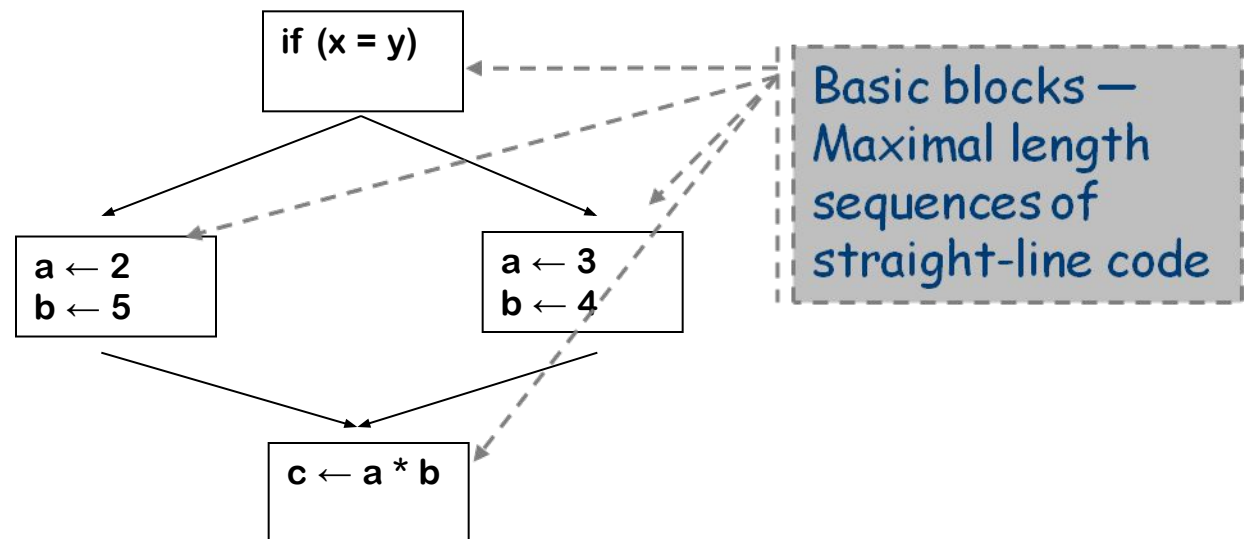 if (x = y)
Basic blocks —
Maximal length
sequences of
straight-line code
a ← 2
b ← 5
a ← 3
b ← 4
c ← a * b